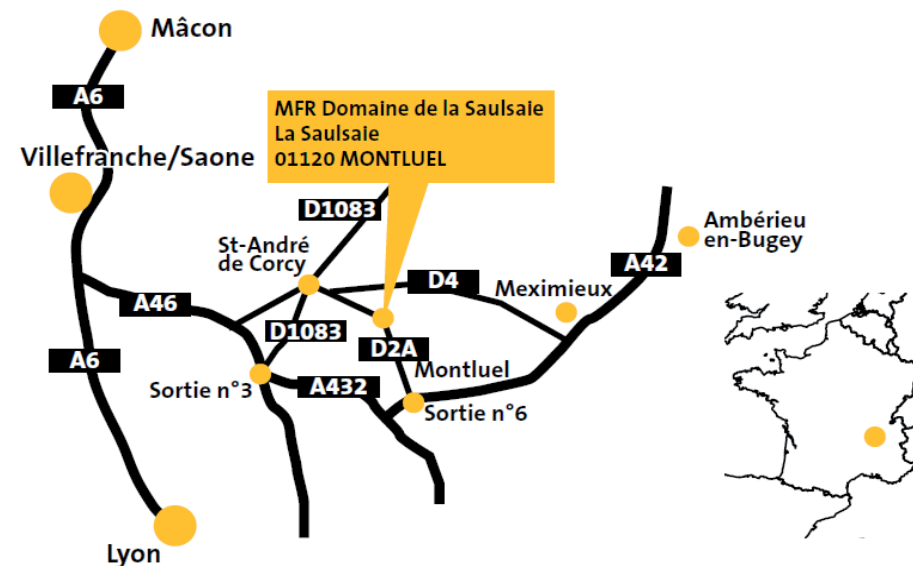 Mâcon
A6
MFR Domaine de la Saulsaie
La Saulsaie
01120 MONTLUEL
Villefranche/Saone
D1083
St-André
de Corcy
Ambérieu
en-Bugey
A42
D4
Meximieux
A46
D1083
D2A
A6
Montluel
Sortie n°3
A432
Sortie n°6
Lyon